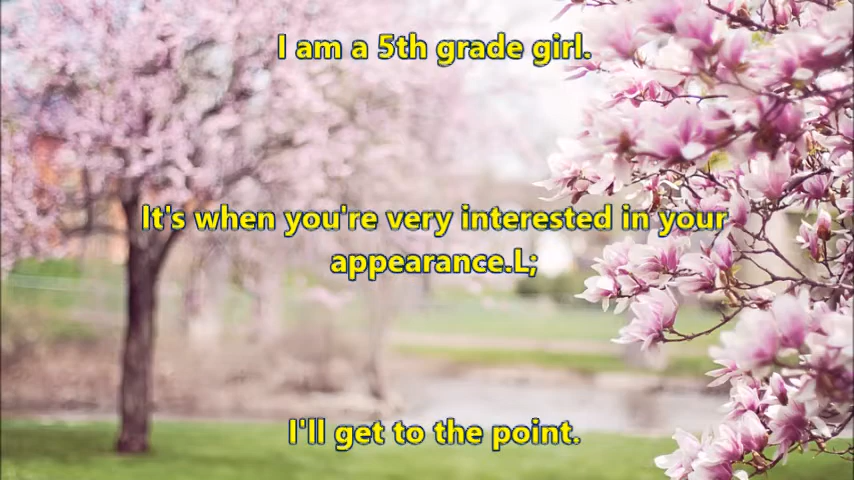 I am a 5th grade girl.
It's when you're very interested in your
appearance.L;
I'll get to the point.